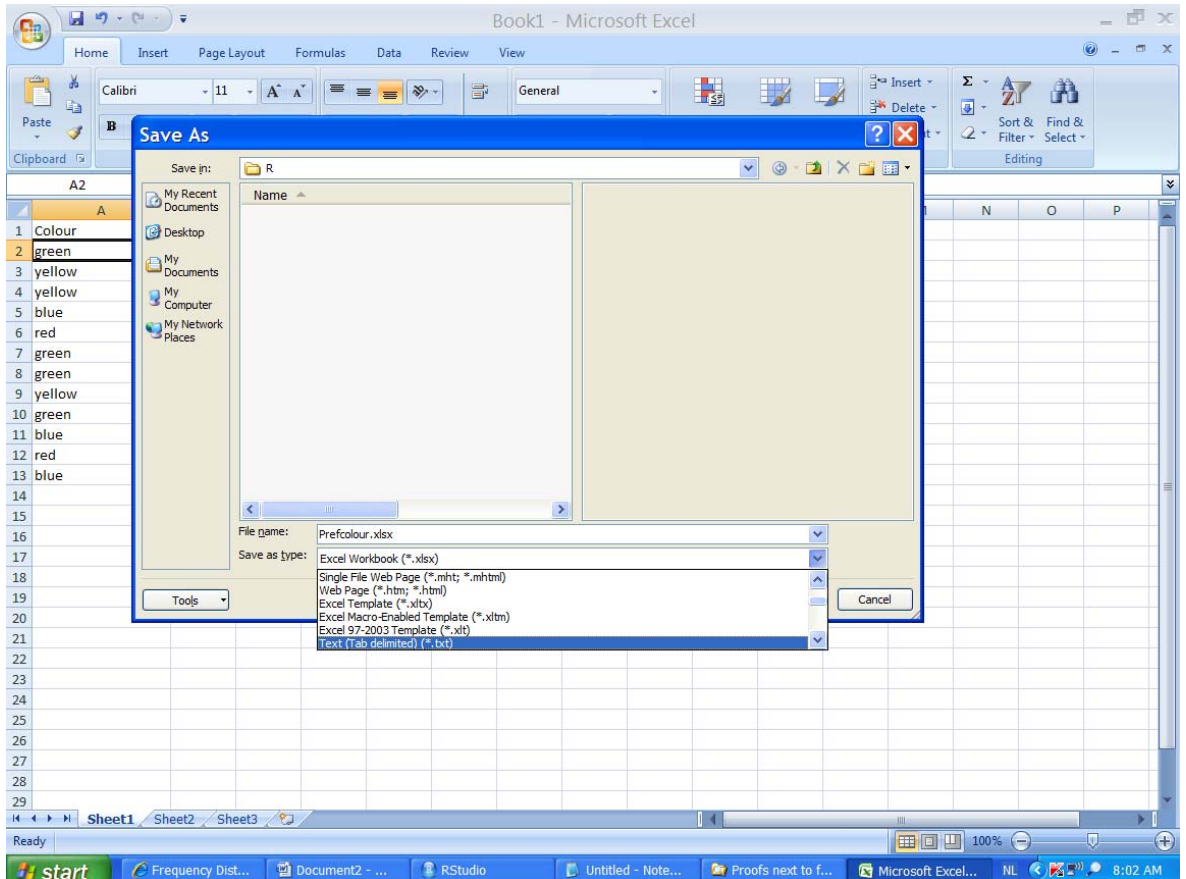 Book1 - Microsoft Excel
Home Insert Page Layout Formulas Data Review View
Calibri 11 A A General
Insert
Delete
Paste
B
Σ
Sort & Filter
Find & Select
Clipboard
Editing
A2
A N O P
1 Colour
2 green
3 yellow
4 yellow
5 blue
6 red
7 green
8 green
9 yellow
10 green
11 blue
12 red
13 blue
14
15
16
17
18
19
20
21
22
23
24
25
26
27
28
29
Save As
Save in: R
My Recent Documents
Desktop
My Documents
My Computer
My Network Places
Name
File name: Prefcolour.xlsx
Save as type: Excel Workbook (*.xlsx)
Single File Web Page (*.mht; *.mhtml)
Web Page (*.htm; *.html)
Excel Template (*.xltx)
Excel Macro-Enabled Template (*.xltm)
Excel 97-2003 Template (*.xlt)
Text (Tab delimited) (*.txt)
Tools
Cancel
Sheet1 Sheet2 Sheet3
Ready
100%
start Frequency Dist... Document2 - ... RStudio Untitled - Note... Proofs next to f... Microsoft Excel... NL 8:02 AM